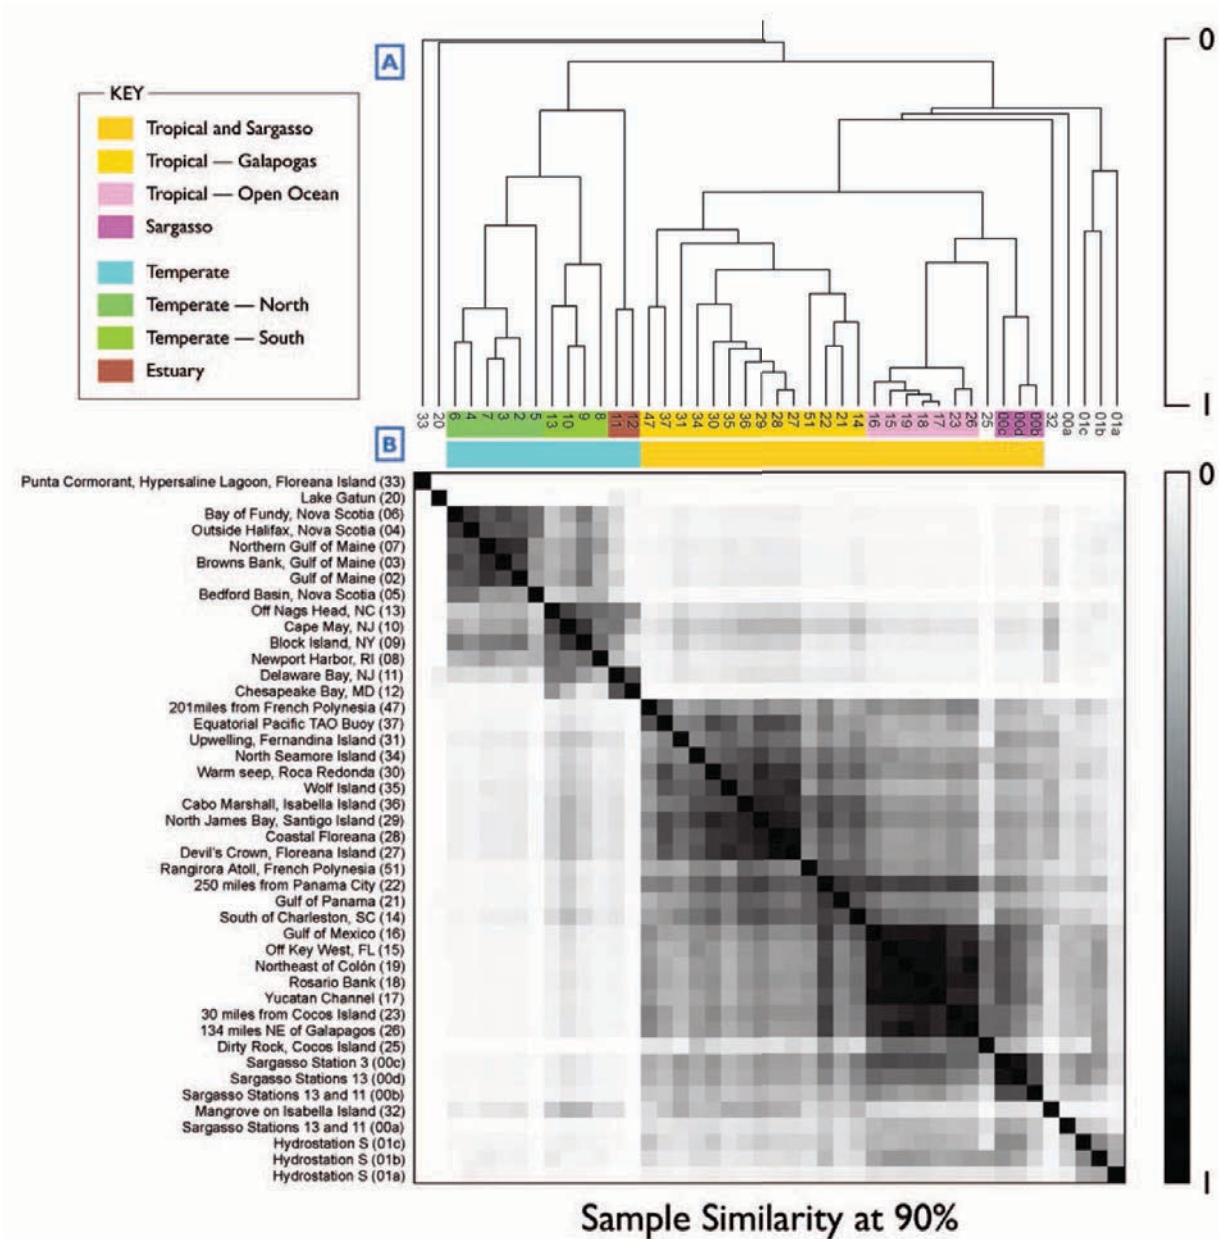 A
0
KEY
Tropical and Sargasso
Tropical — Galapogas
Tropical — Open Ocean
Sargasso
Temperate
Temperate — North
Temperate — South
Estuary
1
33 20 6 4 7 3 2 5 13 10 9 8 11 12 47 37 31 34 30 35 36 29 28 27 51 22 21 14 16 15 19 18 17 23 26 25 00c 00d 00b 32 00a 01c 01b 01a
B
0
Punta Cormorant, Hypersaline Lagoon, Floreana Island (33)
Lake Gatun (20)
Bay of Fundy, Nova Scotia (06)
Outside Halifax, Nova Scotia (04)
Northern Gulf of Maine (07)
Browns Bank, Gulf of Maine (03)
Gulf of Maine (02)
Bedford Basin, Nova Scotia (05)
Off Nags Head, NC (13)
Cape May, NJ (10)
Block Island, NY (09)
Newport Harbor, RI (08)
Delaware Bay, NJ (11)
Chesapeake Bay, MD (12)
201miles from French Polynesia (47)
Equatorial Pacific TAO Buoy (37)
Upwelling, Fernandina Island (31)
North Seamore Island (34)
Warm seep, Roca Redonda (30)
Wolf Island (35)
Cabo Marshall, Isabella Island (36)
North James Bay, Santigo Island (29)
Coastal Floreana (28)
Devil's Crown, Floreana Island (27)
Rangirora Atoll, French Polynesia (51)
250 miles from Panama City (22)
Gulf of Panama (21)
South of Charleston, SC (14)
Gulf of Mexico (16)
Off Key West, FL (15)
Northeast of Colón (19)
Rosario Bank (18)
Yucatan Channel (17)
30 miles from Cocos Island (23)
134 miles NE of Galapagos (26)
Dirty Rock, Cocos Island (25)
Sargasso Station 3 (00c)
Sargasso Stations 13 (00d)
Sargasso Stations 13 and 11 (00b)
Mangrove on Isabella Island (32)
Sargasso Stations 13 and 11 (00a)
Hydrostation S (01c)
Hydrostation S (01b)
Hydrostation S (01a)
1
Sample Similarity at 90%